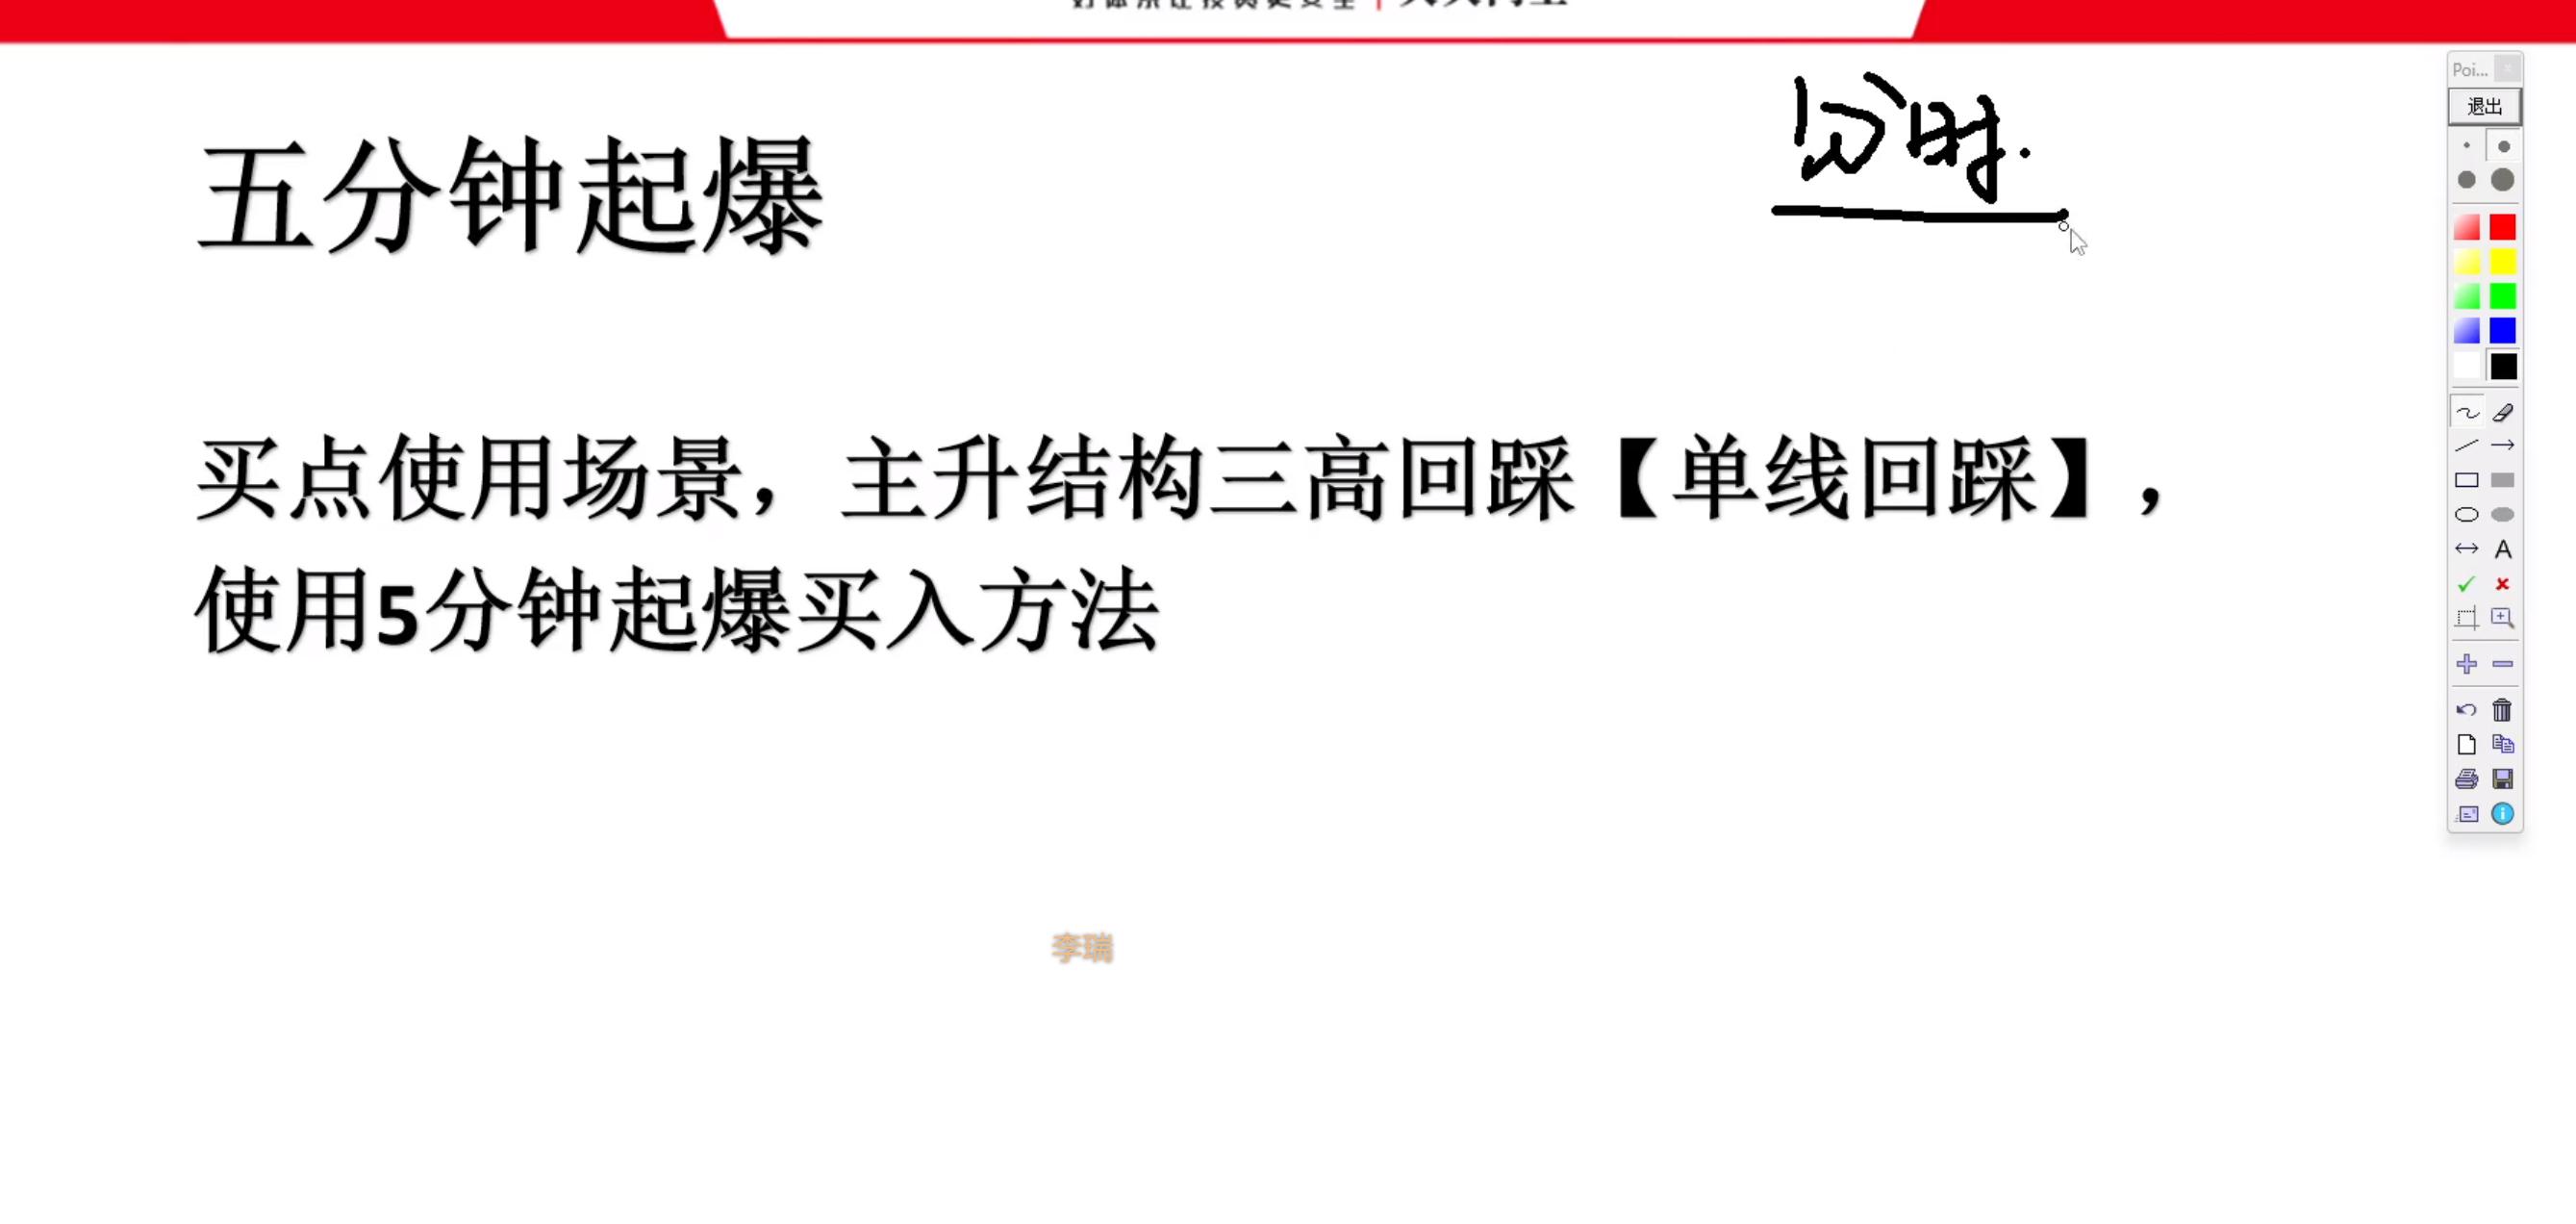 分时.
五分钟起爆
买点使用场景，主升结构三高回踩【单线回踩】，
使用5分钟起爆买入方法
李瑞
Poi...
退出
A